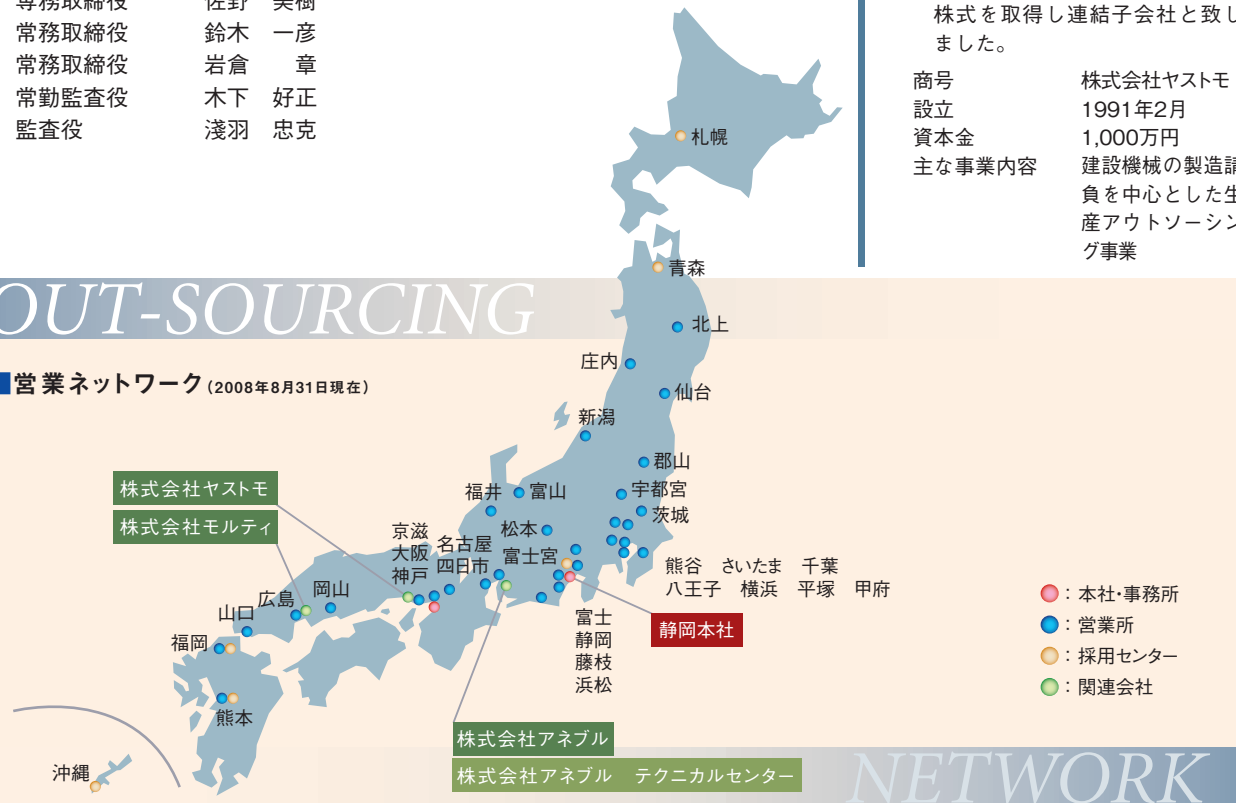 専務取締役 佐野 美樹
常務取締役 鈴木 一彦
常務取締役 岩倉 章
常勤監査役 木下 好正
監査役 淺羽 忠克
株式を取得し連結子会社と致し
ました。
商号 株式会社ヤストモ
設立 1991年2月
資本金 1,000万円
主な事業内容 建設機械の製造請
負を中心とした生
産アウトソーシン
グ事業
OUT-SOURCING
■営業ネットワーク(2008年8月31日現在)
札幌
青森
北上
庄内
仙台
新潟
郡山
宇都宮
茨城
福井
富山
松本
富士宮
京滋
大阪
神戸
名古屋
四日市
岡山
広島
山口
福岡
熊本
沖縄
熊谷 さいたま 千葉
八王子 横浜 平塚 甲府
富士
静岡
藤枝
浜松
静岡本社
株式会社ヤストモ
株式会社モルティ
株式会社アネブル
株式会社アネブル テクニカルセンター
:本社・事務所
:営業所
:採用センター
:関連会社
NETWORK